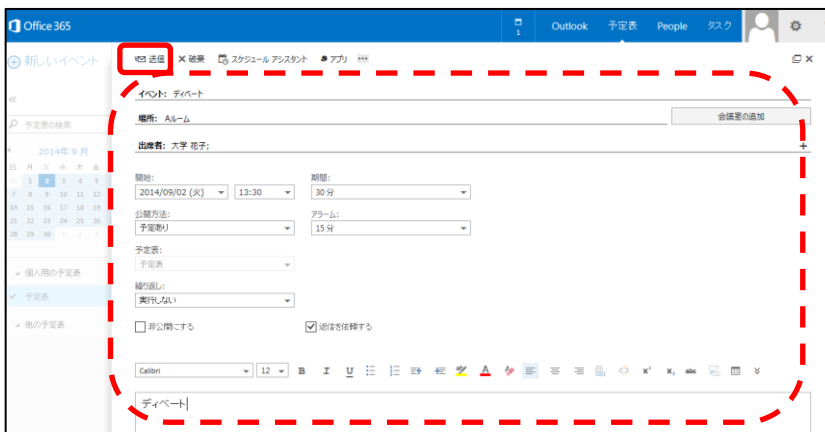 Office 365
1
Outlook 予定表 People タスク
新しいイベント
送信 破棄 スケジュール アシスタント アプリ
予定表の検索
2014年 9 月
日 月 火 水 木 金
31 1 2 3 4 5
7 8 9 10 11 12
14 15 16 17 18 19
21 22 23 24 25 26
28 29 30 1 2 3
個人用の予定表
予定表
他の予定表
イベント: ディベート
場所: Aルーム
会議室の追加
出席者: 大学 花子;
開始: 期間:
2014/09/02 (火) 13:30 30 分
公開方法: アラーム:
予定あり 15 分
予定表:
予定表
繰り返し:
実行しない
非公開にする 返信を依頼する
Calibri 12 B I U
ディベート